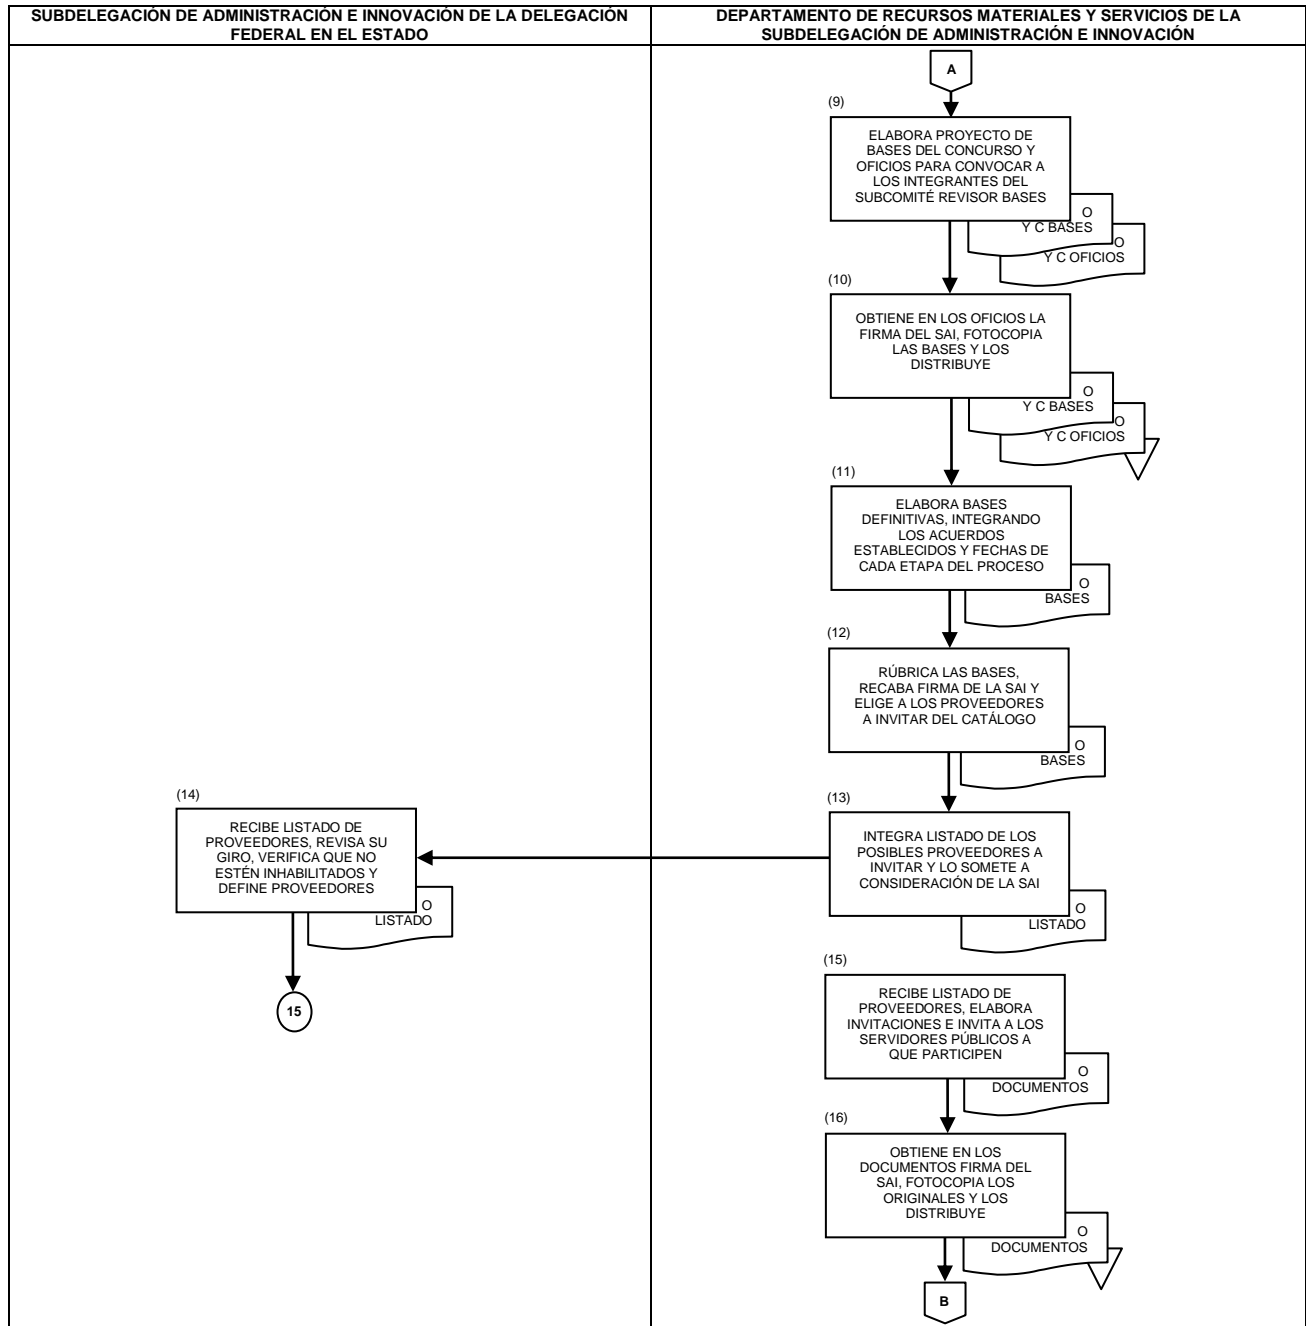 SUBDELEGACIÓN DE ADMINISTRACIÓN E INNOVACIÓN DE LA DELEGACIÓN
FEDERAL EN EL ESTADO
DEPARTAMENTO DE RECURSOS MATERIALES Y SERVICIOS DE LA
SUBDELEGACIÓN DE ADMINISTRACIÓN E INNOVACIÓN
A
(9)
ELABORA PROYECTO DE
BASES DEL CONCURSO Y
OFICIOS PARA CONVOCAR A
LOS INTEGRANTES DEL
SUBCOMITÉ REVISOR BASES
O
Y C BASES
O
Y C OFICIOS
(10)
OBTIENE EN LOS OFICIOS LA
FIRMA DEL SAI, FOTOCOPIA
LAS BASES Y LOS
DISTRIBUYE
O
Y C BASES
O
Y C OFICIOS
(11)
ELABORA BASES
DEFINITIVAS, INTEGRANDO
LOS ACUERDOS
ESTABLECIDOS Y FECHAS DE
CADA ETAPA DEL PROCESO
O
BASES
(12)
RÚBRICA LAS BASES,
RECABA FIRMA DE LA SAI Y
ELIGE A LOS PROVEEDORES
A INVITAR DEL CATÁLOGO
O
BASES
(13)
INTEGRA LISTADO DE LOS
POSIBLES PROVEEDORES A
INVITAR Y LO SOMETE A
CONSIDERACIÓN DE LA SAI
O
LISTADO
(14)
RECIBE LISTADO DE
PROVEEDORES, REVISA SU
GIRO, VERIFICA QUE NO
ESTÉN INHABILITADOS Y
DEFINE PROVEEDORES
O
LISTADO
15
(15)
RECIBE LISTADO DE
PROVEEDORES, ELABORA
INVITACIONES E INVITA A LOS
SERVIDORES PÚBLICOS A
QUE PARTICIPEN
O
DOCUMENTOS
(16)
OBTIENE EN LOS
DOCUMENTOS FIRMA DEL
SAI, FOTOCOPIA LOS
ORIGINALES Y LOS
DISTRIBUYE
O
DOCUMENTOS
B